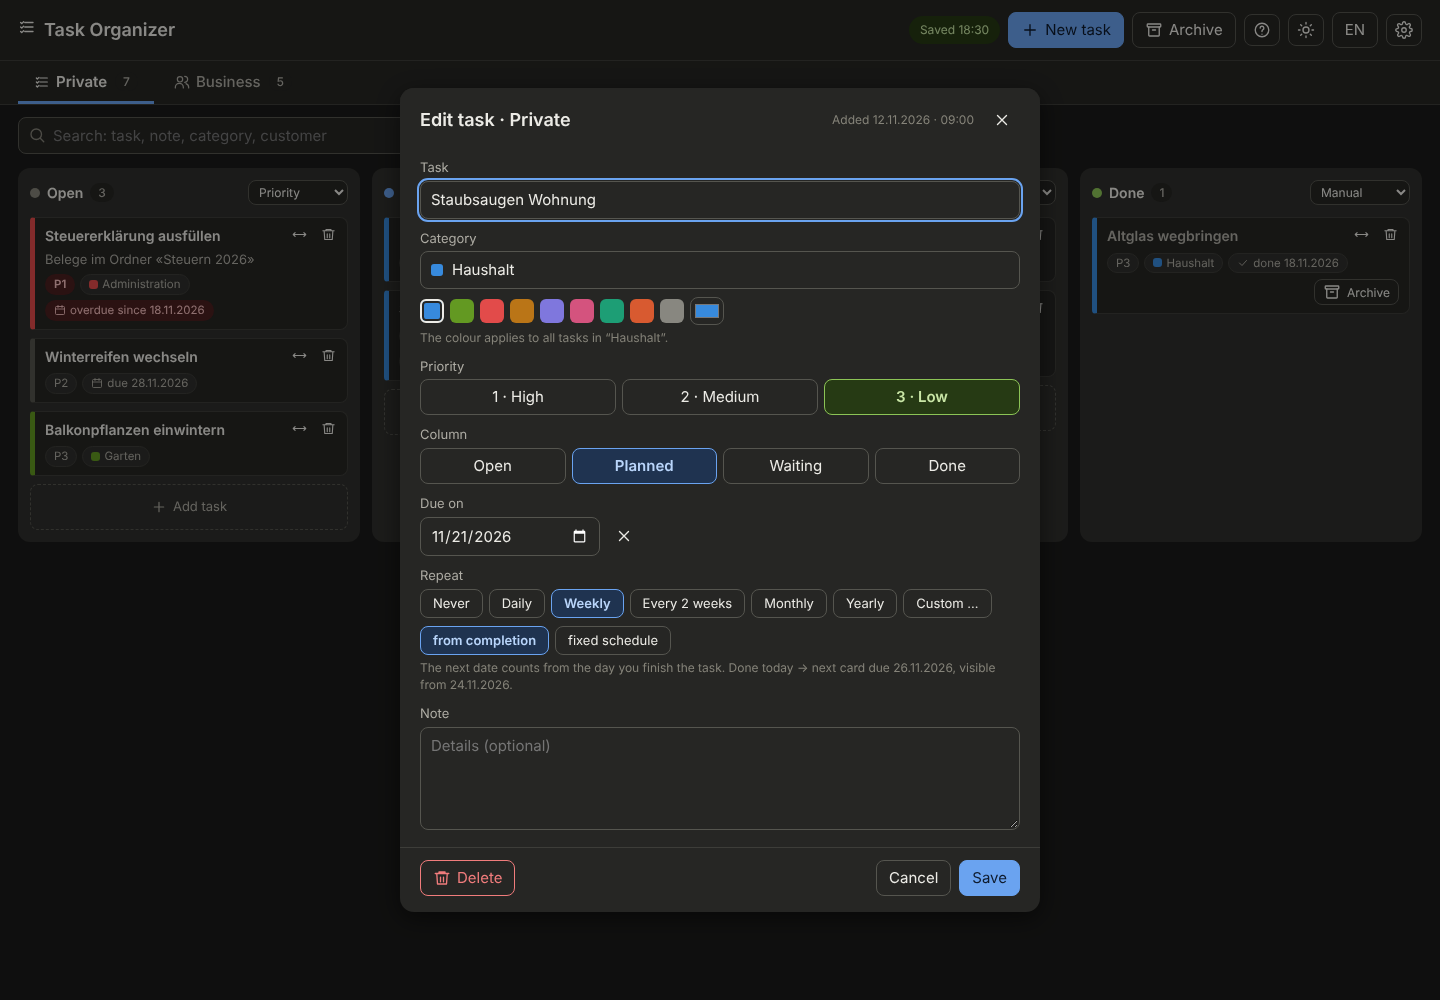 Task Organizer
Saved 18:30
New task
Archive
EN
Private 7
Business 5
Search: task, note, category, customer
Open 3
Priority
Steuererklärung ausfüllen
Belege im Ordner «Steuern 2026»
P1 Administration
overdue since 18.11.2026
Winterreifen wechseln
P2 due 28.11.2026
Balkonpflanzen einwintern
P3 Garten
Add task
Edit task · Private
Added 12.11.2026 · 09:00
Task
Staubsaugen Wohnung
Category
Haushalt
The colour applies to all tasks in “Haushalt”.
Priority
1 · High 2 · Medium 3 · Low
Column
Open Planned Waiting Done
Due on
11/21/2026
Repeat
Never Daily Weekly Every 2 weeks Monthly Yearly Custom ...
from completion fixed schedule
The next date counts from the day you finish the task. Done today → next card due 26.11.2026, visible
from 24.11.2026.
Note
Details (optional)
Delete
Cancel Save
Done 1
Manual
Altglas wegbringen
P3 Haushalt done 18.11.2026
Archive